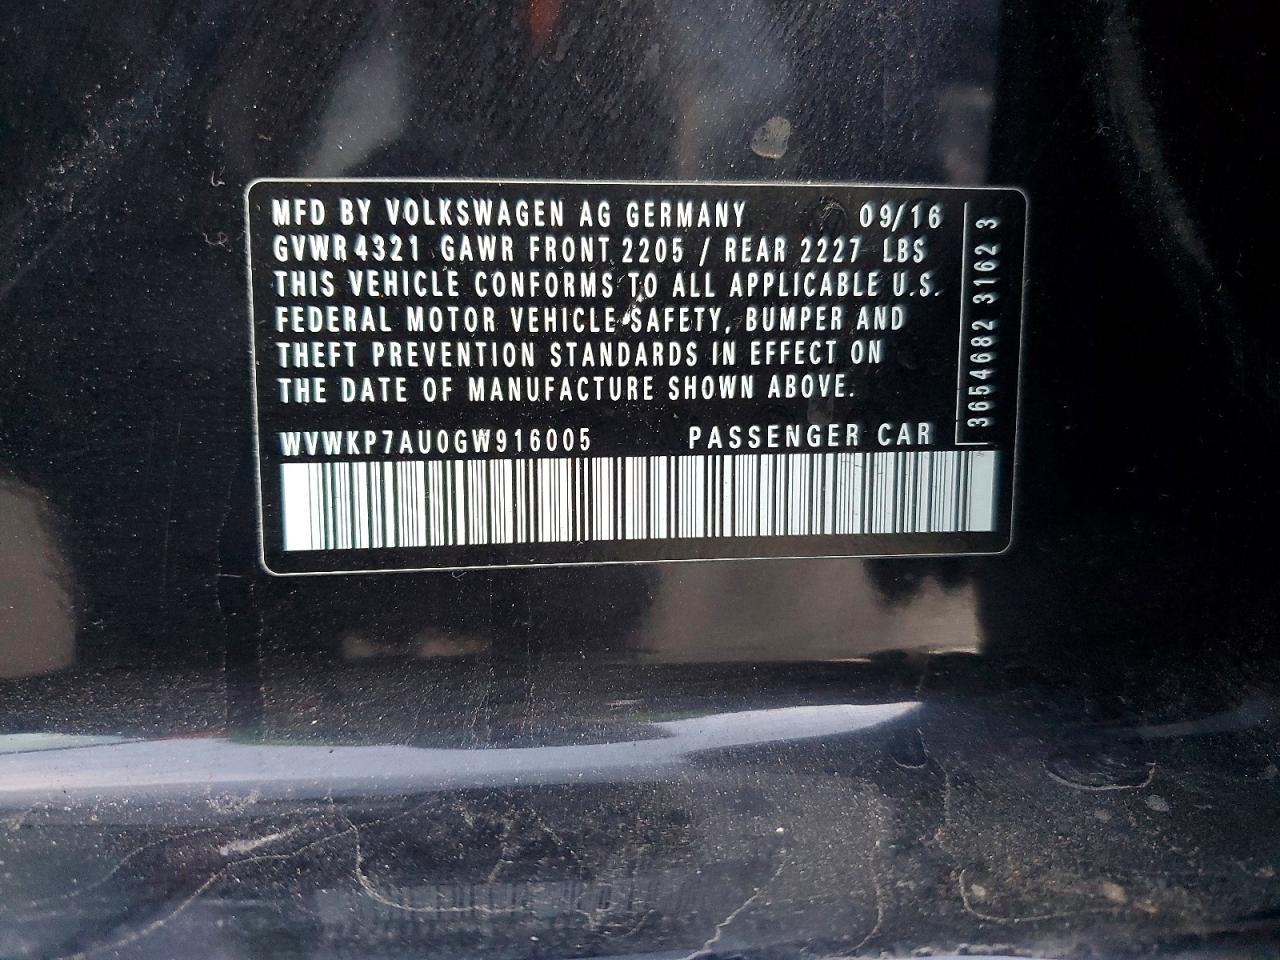 MFD BY VOLKSWAGEN AG GERMANY 09/16
GVWR 4321 GAWR FRONT 2205 / REAR 2227 LBS
THIS VEHICLE CONFORMS TO ALL APPLICABLE U.S.
FEDERAL MOTOR VEHICLE SAFETY, BUMPER AND
THEFT PREVENTION STANDARDS IN EFFECT ON
THE DATE OF MANUFACTURE SHOWN ABOVE.
WVWKP7AU0GW916005 PASSENGER CAR
3654682 3162 3